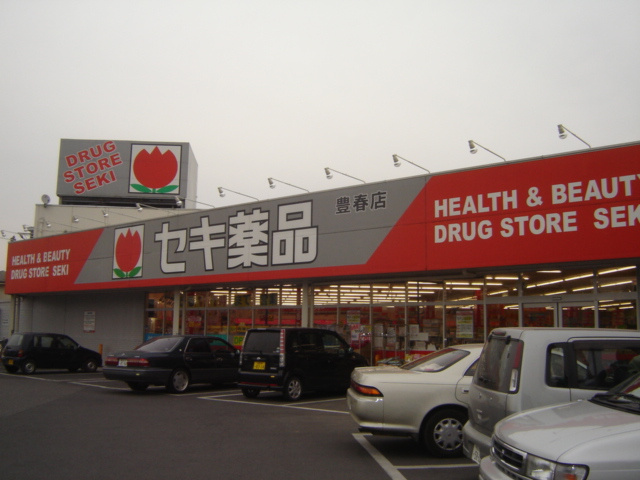 DRUG
STORE
SEKI
HEALTH & BEAUTY
DRUG STORE SEKI
セキ薬品
豊春店
HEALTH & BEAUTY
DRUG STORE SEKI